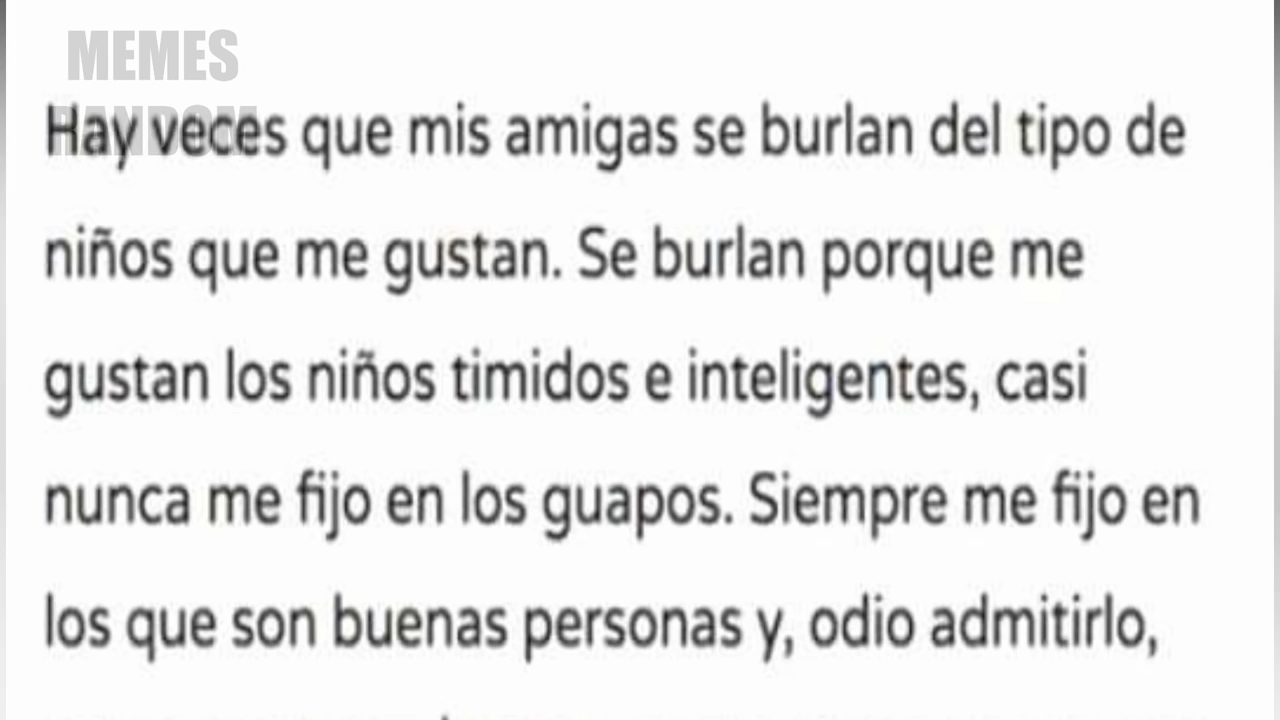 MEMES
RANDOM
Hay veces que mis amigas se burlan del tipo de
niños que me gustan. Se burlan porque me
gustan los niños timidos e inteligentes, casi
nunca me fijo en los guapos. Siempre me fijo en
los que son buenas personas y, odio admitirlo,